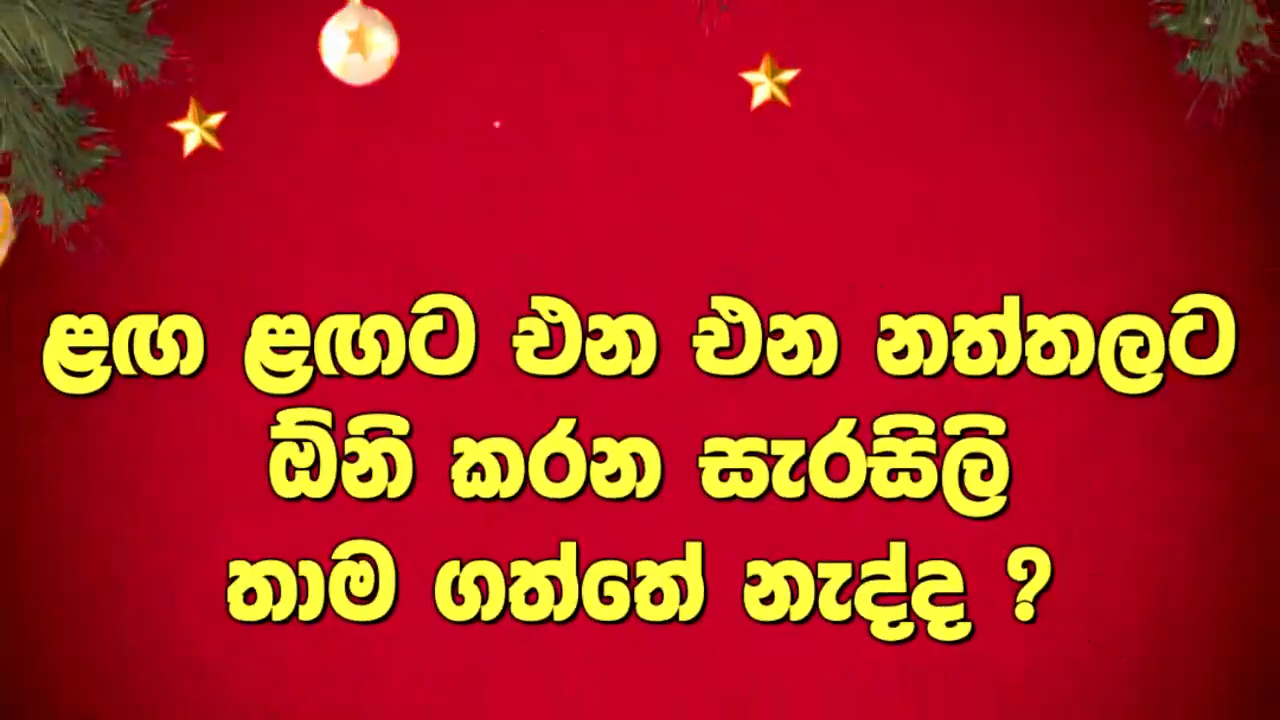 ළඟ ළඟට එන එන නත්තලට
ඕනි කරන සැරසිලි
තාම ගත්තේ නැද්ද ?